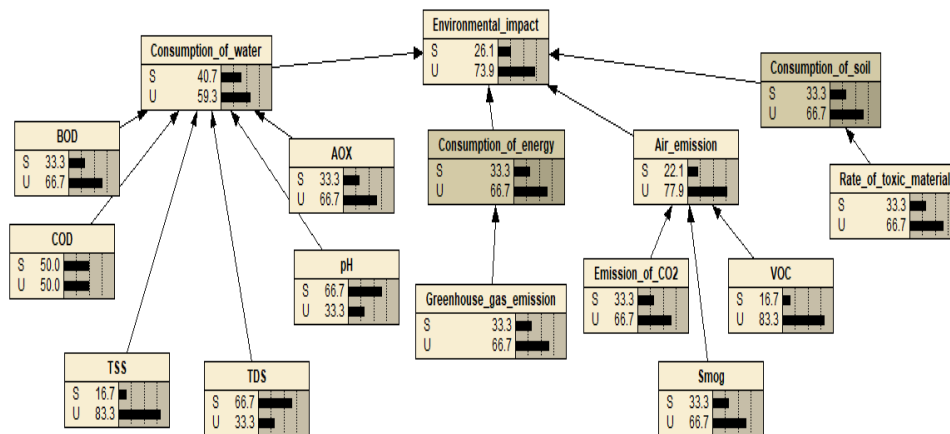 Environmental_impact
S 26.1
U 73.9
Consumption_of_water
S 40.7
U 59.3
Consumption_of_soil
S 33.3
U 66.7
BOD
S 33.3
U 66.7
AOX
S 33.3
U 66.7
Consumption_of_energy
S 33.3
U 66.7
Air_emission
S 22.1
U 77.9
Rate_of_toxic_material
S 33.3
U 66.7
COD
S 50.0
U 50.0
pH
S 66.7
U 33.3
Greenhouse_gas_emission
S 33.3
U 66.7
Emission_of_CO2
S 33.3
U 66.7
VOC
S 16.7
U 83.3
TSS
S 16.7
U 83.3
TDS
S 66.7
U 33.3
Smog
S 33.3
U 66.7